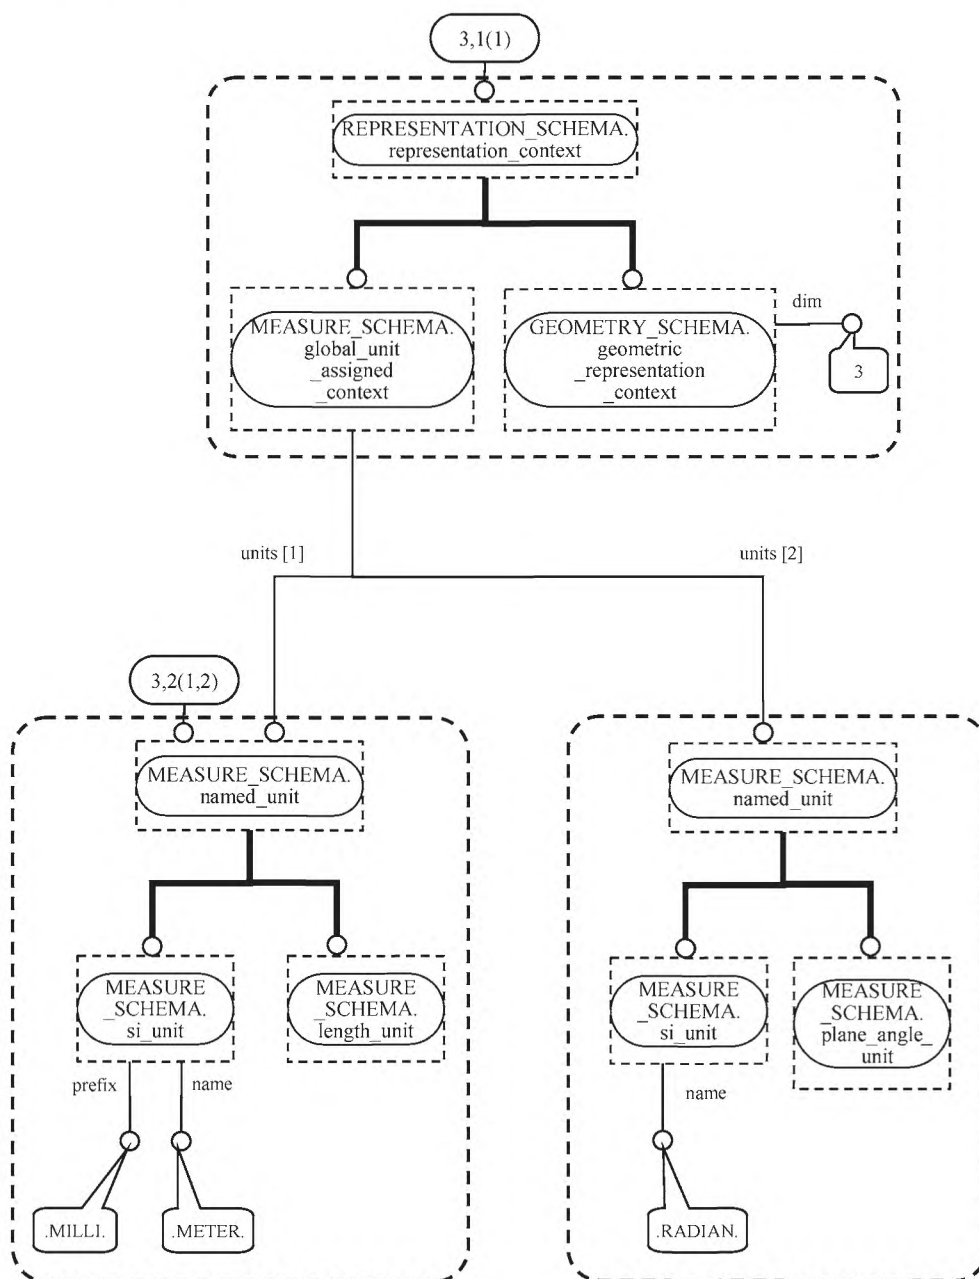 3,1(1)
REPRESENTATION_SCHEMA.
representation_context
MEASURE_SCHEMA.
global_unit
_assigned
_context
GEOMETRY_SCHEMA.
geometric
_representation
_context
dim
3
units [1]
units [2]
3,2(1,2)
MEASURE_SCHEMA.
named_unit
MEASURE
_SCHEMA.
si_unit
MEASURE
_SCHEMA.
length_unit
prefix
name
.MILLI.
.METER.
MEASURE_SCHEMA.
named_unit
MEASURE
_SCHEMA.
si_unit
MEASURE
_SCHEMA.
plane_angle_
unit
name
.RADIAN.